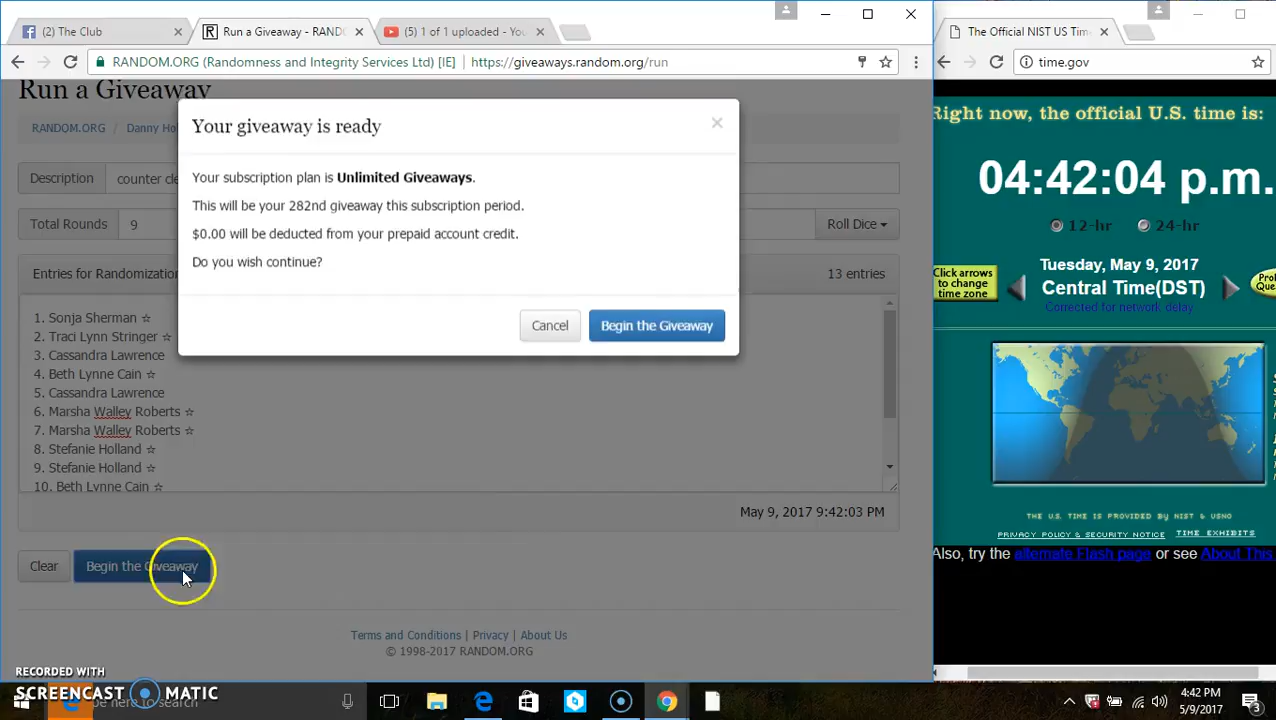 (2) The Club
Run a Giveaway - RAND
(5) 1 of 1 uploaded - You
The Official NIST US Tim
RANDOM.ORG (Randomness and Integrity Services Ltd) [IE]
https://giveaways.random.org/run
time.gov
Run a Giveaway
RANDOM.ORG / Danny Hol
Description counter cle
Total Rounds 9 Roll Dice
Entries for Randomization 13 entries
1. Sonja Sherman ☆
2. Traci Lynn Stringer ☆
3. Cassandra Lawrence
4. Beth Lynne Cain ☆
5. Cassandra Lawrence
6. Marsha Walley Roberts ☆
7. Marsha Walley Roberts ☆
8. Stefanie Holland ☆
9. Stefanie Holland ☆
10. Beth Lynne Cain ☆
May 9, 2017 9:42:03 PM
Clear Begin the Giveaway
Terms and Conditions | Privacy | About Us
© 1998-2017 RANDOM.ORG
Your giveaway is ready ×
Your subscription plan is Unlimited Giveaways.
This will be your 282nd giveaway this subscription period.
$0.00 will be deducted from your prepaid account credit.
Do you wish continue?
Cancel Begin the Giveaway
Right now, the official U.S. time is:
04:42:04 p.m.
12-hr 24-hr
Click arrows
to change
time zone
Tuesday, May 9, 2017
Central Time(DST)
Corrected for network delay
THE U.S. TIME IS PROVIDED BY NIST & USNO
PRIVACY POLICY & SECURITY NOTICE TIME EXHIBITS
Also, try the alternate Flash page or see About This
RECORDED WITH
SCREENCAST MATIC
here to search
4:42 PM
5/9/2017
3